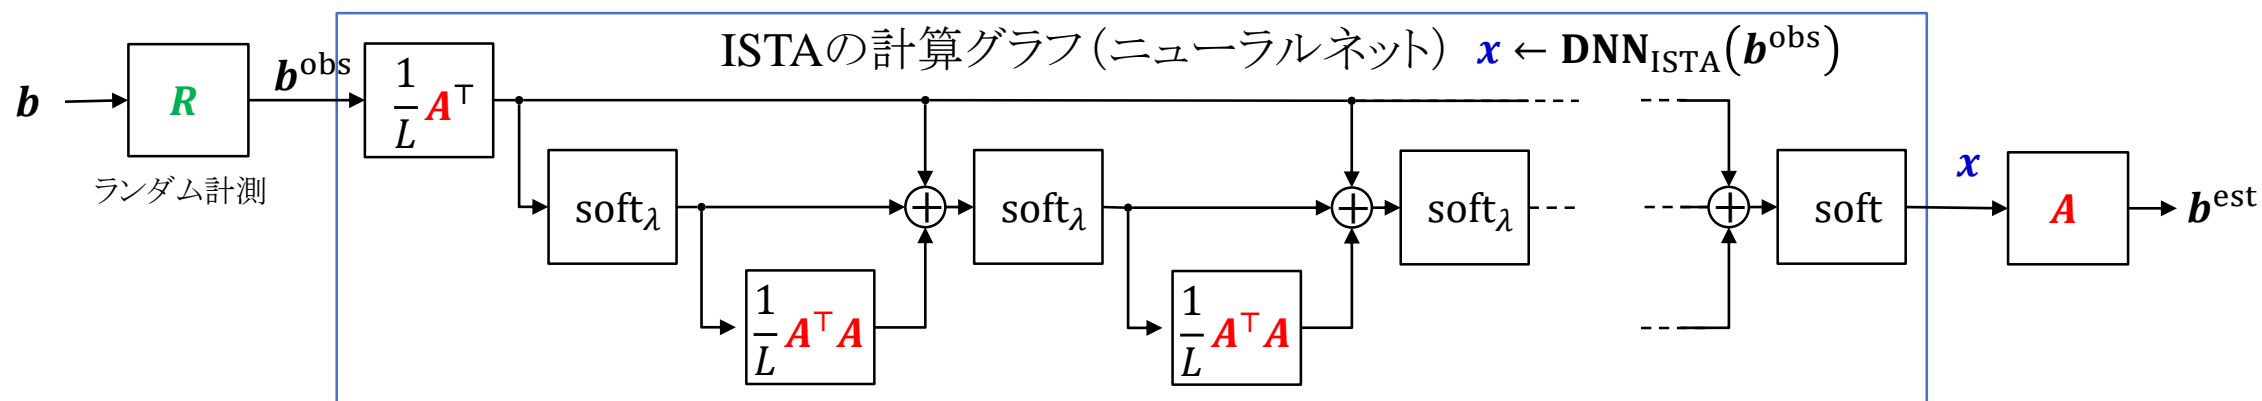 ISTAの計算グラフ(ニューラルネット) x ← DNN_ISTA(b^obs)
b
R
ランダム計測
b^obs
1/L A^⊤
soft_λ
1/L A^⊤A
+
soft_λ
1/L A^⊤A
+
soft_λ
+
soft
x
A
b^est